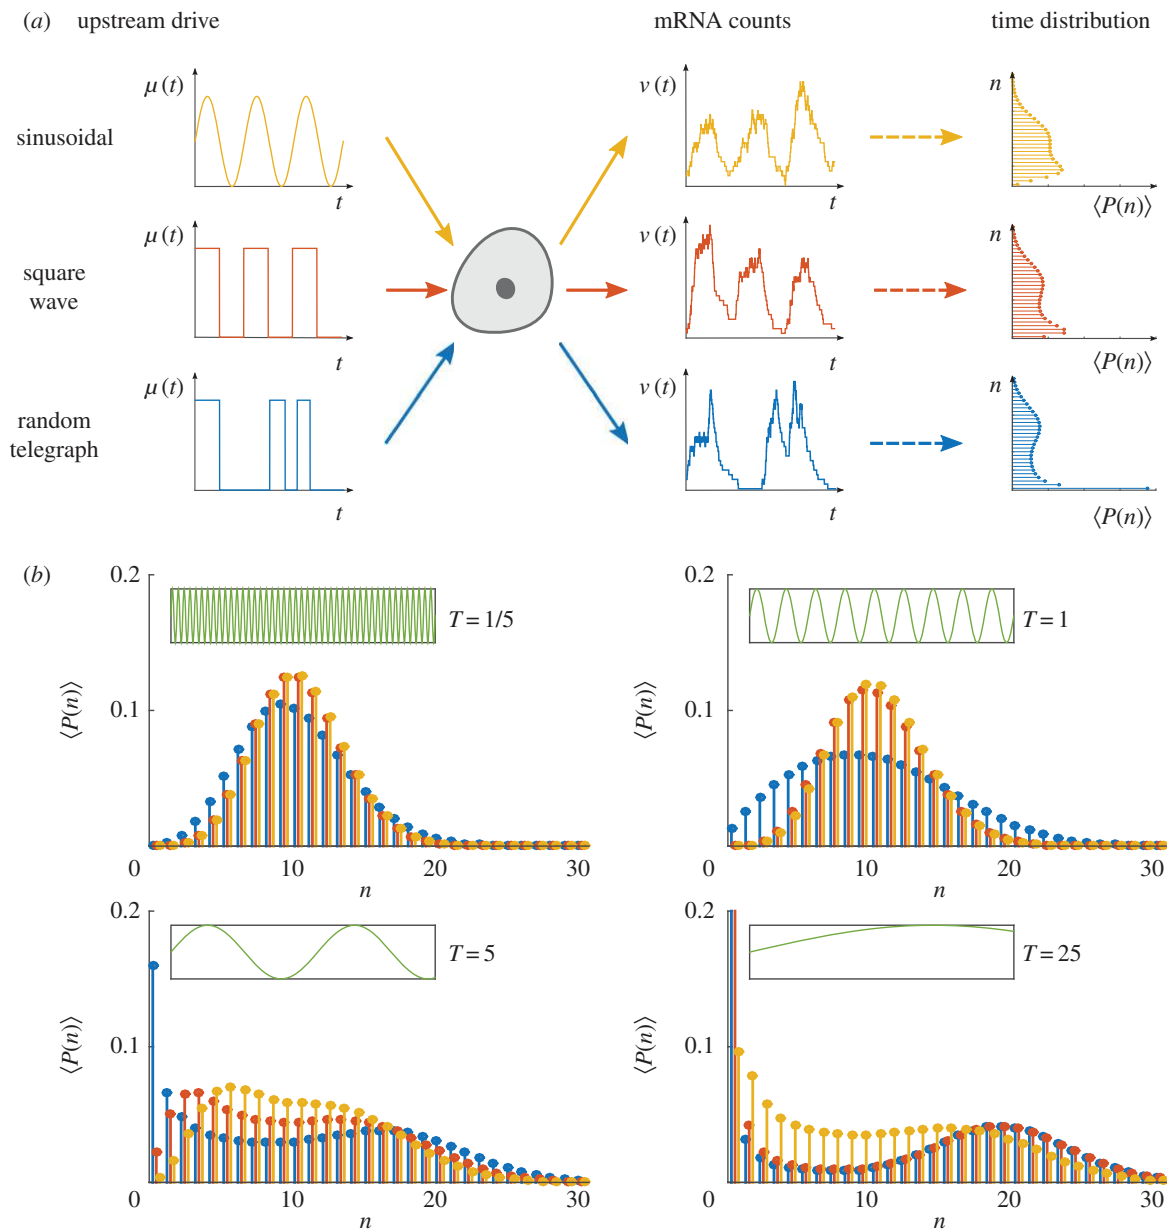 (a) upstream drive mRNA counts time distribution
sinusoidal μ(t) t v(t) t n ⟨P(n)⟩
square
wave
μ(t) t v(t) t n ⟨P(n)⟩
random
telegraph
μ(t) t v(t) t n ⟨P(n)⟩
(b)
0.2
T = 1/5
⟨P(n)⟩
0.1
0 10 20 30
n
0.2
T = 1
⟨P(n)⟩
0.1
0 10 20 30
n
0.2
T = 5
⟨P(n)⟩
0.1
0 10 20 30
n
0.2
T = 25
⟨P(n)⟩
0.1
0 10 20 30
n